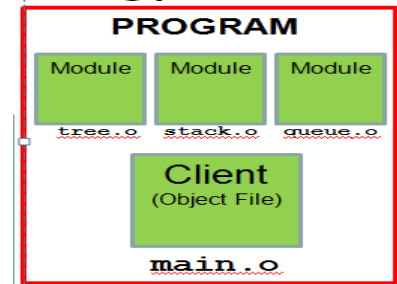 PROGRAM
Module Module Module
tree.o stack.o queue.o
Client
(Object File)
main.o